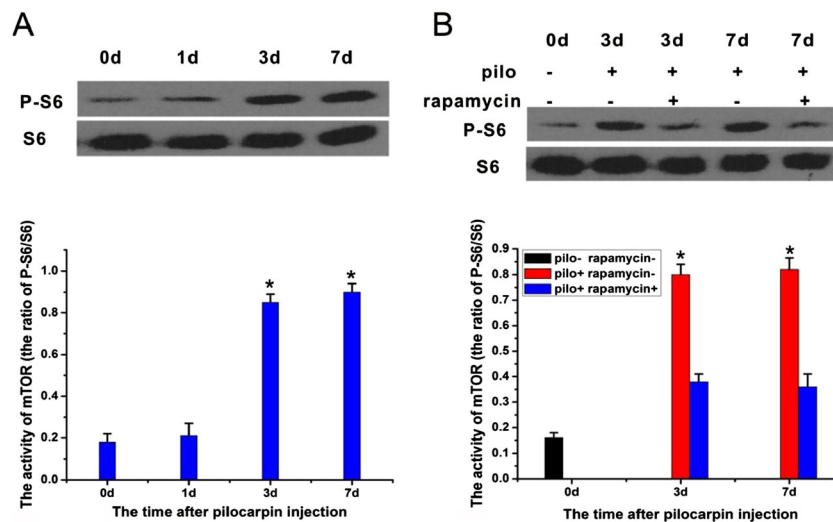 A
0d 1d 3d 7d
P-S6
S6
The activity of mTOR (the ratio of P-S6/S6)
1.0
0.8
0.6
0.4
0.2
0.0
* *
0d 1d 3d 7d
The time after pilocarpin injection
B
0d 3d 3d 7d 7d
pilo - + + + +
rapamycin - - + - +
P-S6
S6
The activity of mTOR (the ratio of P-S6/S6)
0.9
0.8
0.7
0.6
0.5
0.4
0.3
0.2
0.1
0.0
pilo- rapamycin-
pilo+ rapamycin-
pilo+ rapamycin+
* *
0d 3d 7d
The time after pilocarpin injection